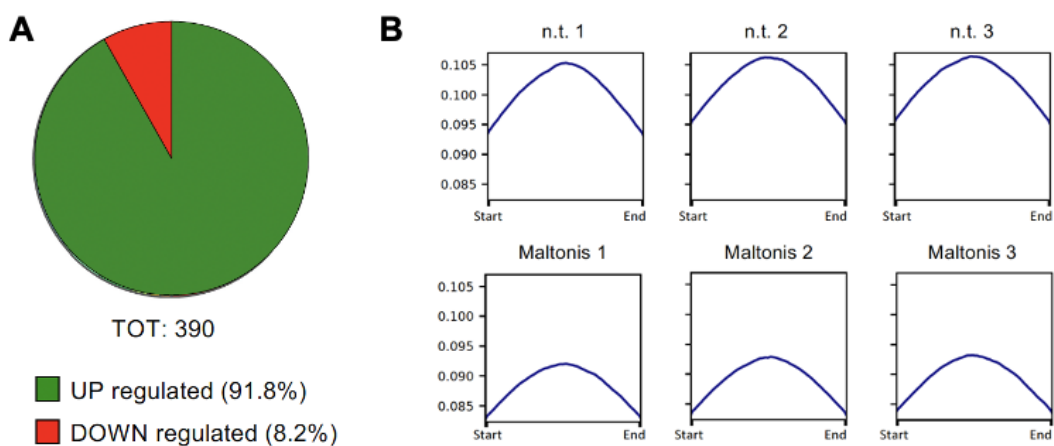 A
TOT: 390
UP regulated (91.8%)
DOWN regulated (8.2%)
B
n.t. 1
n.t. 2
n.t. 3
0.105
0.100
0.095
0.090
0.085
Start End
Start End
Start End
Maltonis 1
Maltonis 2
Maltonis 3
0.105
0.100
0.095
0.090
0.085
Start End
Start End
Start End